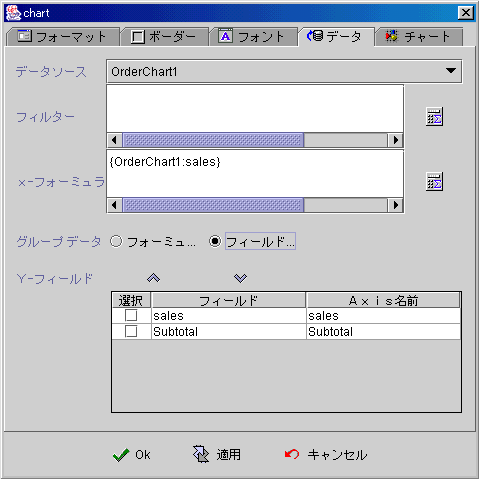 chart
フォーマット ボーダー フォント データ チャート
データソース OrderChart1
フィルター
{OrderChart1:sales}
x-フォーミュラ
グループデータ フォーミュ... フィールド...
Y-フィールド
選択 フィールド Ａｘｉｓ名前
sales sales
Subtotal Subtotal
Ok 適用 キャンセル